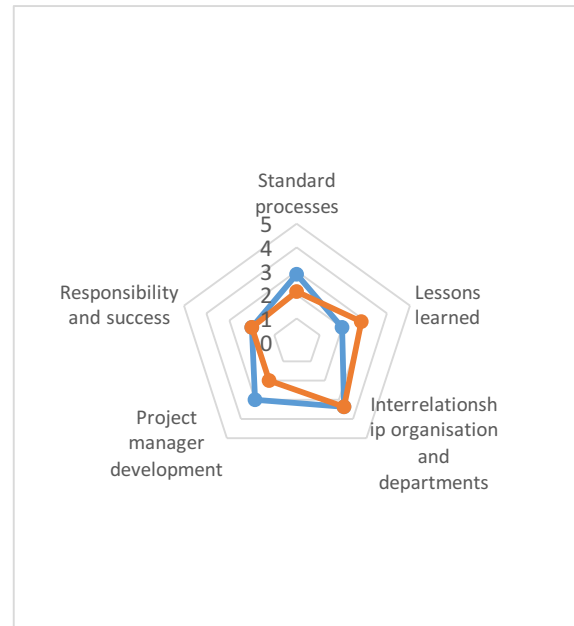 Standard
processes
5
4
3
2
1
0
Lessons
learned
Interrelationsh
ip organisation
and
departments
Project
manager
development
Responsibility
and success